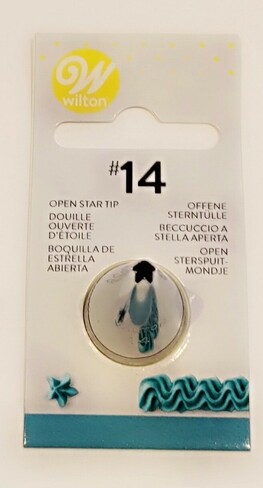 W
wilton
#14
OPEN STAR TIP
DOUILLE
OUVERTE
D'ÉTOILE
BOQUILLA DE
ESTRELLA
ABIERTA
OFFENE
STERNTÜLLE
BECCUCCIO A
STELLA APERTA
OPEN
STERSPUIT-
MONDJE